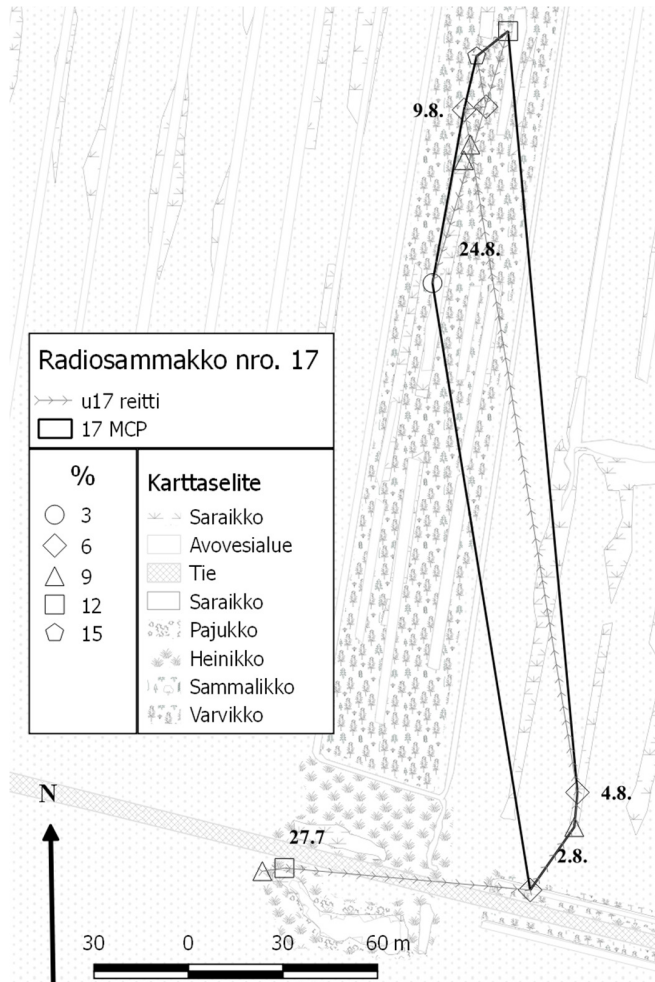 9.8.
24.8.
Radiosammakko nro. 17
u17 reitti
17 MCP
%
3
6
9
12
15
Karttaselite
Saraikko
Avovesialue
Tie
Saraikko
Pajukko
Heinikko
Sammalikko
Varvikko
4.8.
N
27.7
2.8.
30 0 30 60 m